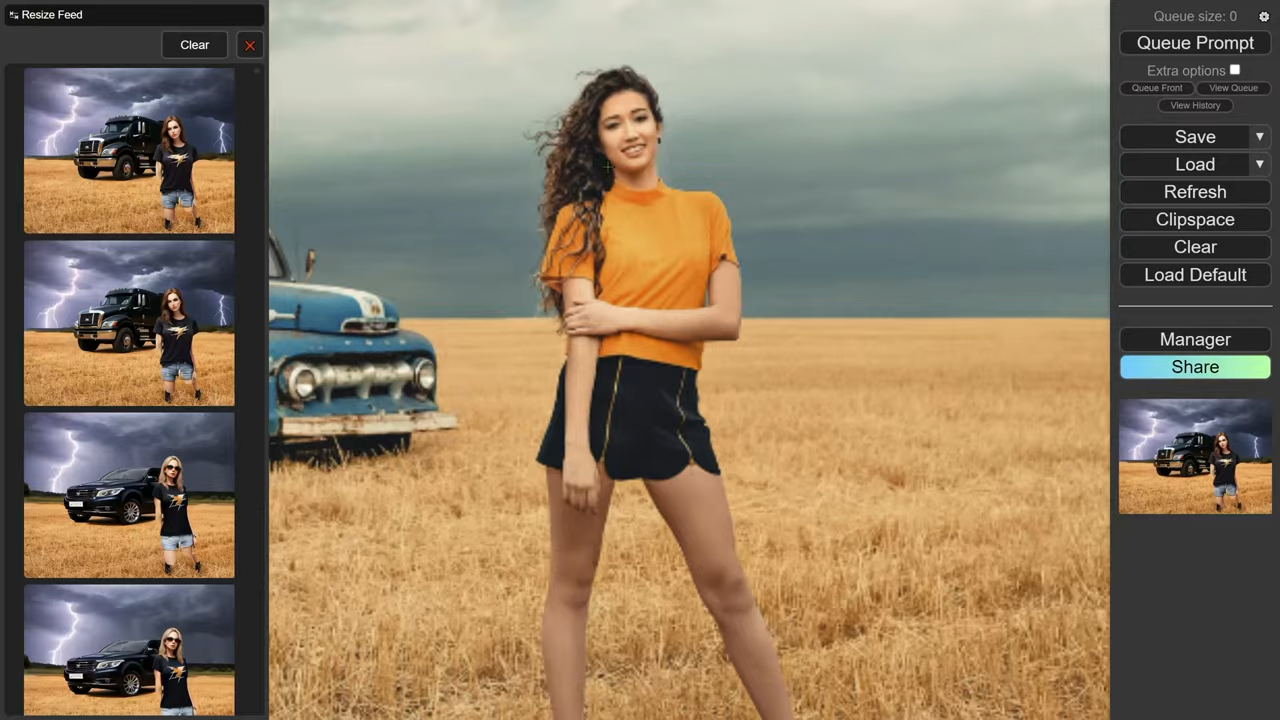 Resize Feed
Clear
Queue size: 0
Queue Prompt
Extra options
Queue Front
View Queue
View History
Save
Load
Refresh
Clipspace
Clear
Load Default
Manager
Share